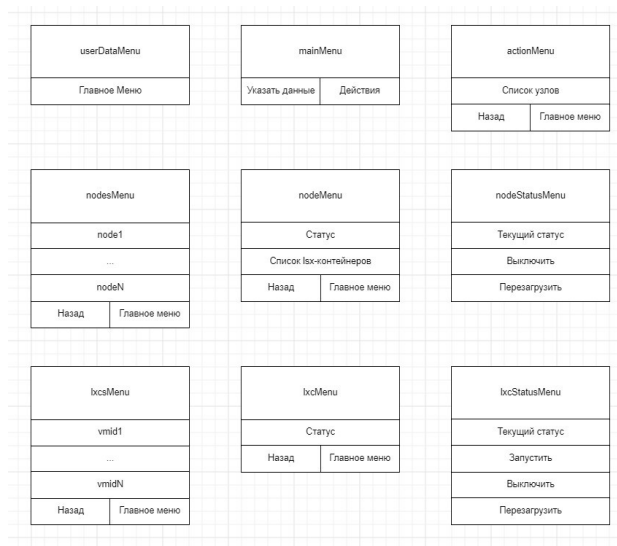 userDataMenu
Главное Меню
mainMenu
Указать данные Действия
actionMenu
Список узлов
Назад Главное меню
nodesMenu
node1
...
nodeN
Назад Главное меню
nodeMenu
Статус
Список lsx-контейнеров
Назад Главное меню
nodeStatusMenu
Текущий статус
Выключить
Перезагрузить
lxcsMenu
vmid1
...
vmidN
Назад Главное меню
lxcMenu
Статус
Назад Главное меню
lxcStatusMenu
Текущий статус
Запустить
Выключить
Перезагрузить